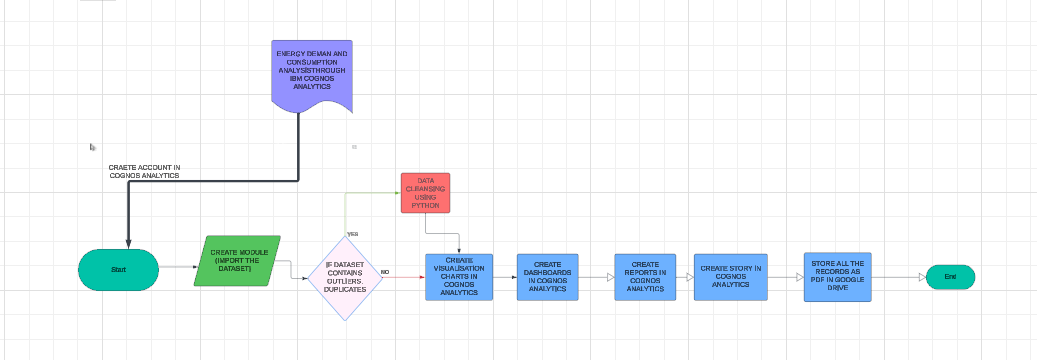 ENERGY DEMAN AND
CONSUMPTION
ANALYSISTHROUGH
IBM COGNOS
ANALYTICS
CRAETE ACCOUNT IN
COGNOS ANALYTICS
DATA
CLEANSING
USING
PYTHON
YES
Start
CREATE MODULE
(IMPORT THE
DATASET)
IF DATASET
CONTAINS
OUTLIERS,
DUPLICATES
NO
CREATE
VISUALISATION
CHARTS IN
COGNOS
ANALYTICS
CREATE
DASHBOARDS
IN COGNOS
ANALYTICS
CREATE
REPORTS IN
COGNOS
ANALYTICS
CREATE STORY IN
COGNOS
ANALYTICS
STORE ALL THE
RECORDS AS
PDF IN GOOGLE
DRIVE
End